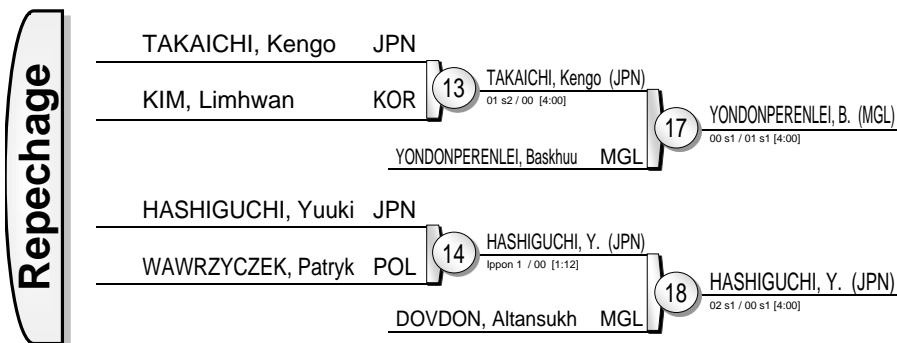 Repechage
TAKAICHI, Kengo JPN
KIM, Limhwan KOR
13
TAKAICHI, Kengo (JPN)
01 s2 / 00 [4:00]
YONDONPERENLEI, Baskhuu MGL
17
YONDONPERENLEI, B. (MGL)
00 s1 / 01 s1 [4:00]
HASHIGUCHI, Yuuki JPN
WAWRZYCZEK, Patryk POL
14
HASHIGUCHI, Y. (JPN)
Ippon 1 / 00 [1:12]
DOVDON, Altansukh MGL
18
HASHIGUCHI, Y. (JPN)
02 s1 / 00 s1 [4:00]